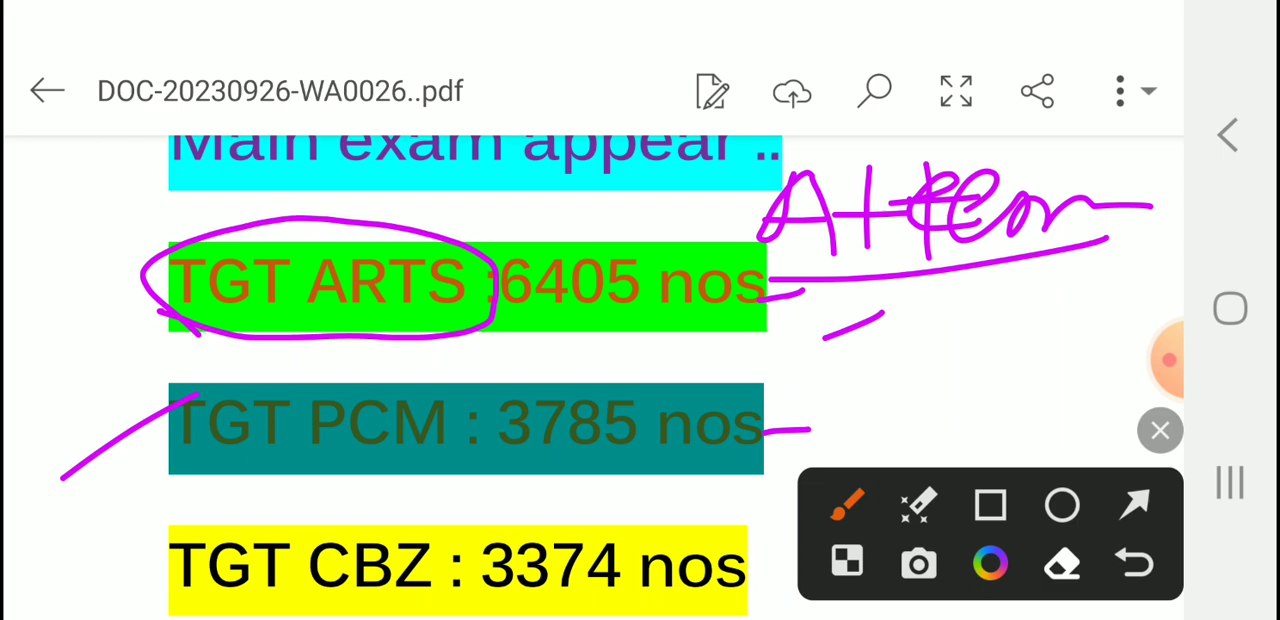 DOC-20230926-WA0026..pdf
Main exam appear ..
TGT ARTS :6405 nos
TGT PCM : 3785 nos
TGT CBZ : 3374 nos